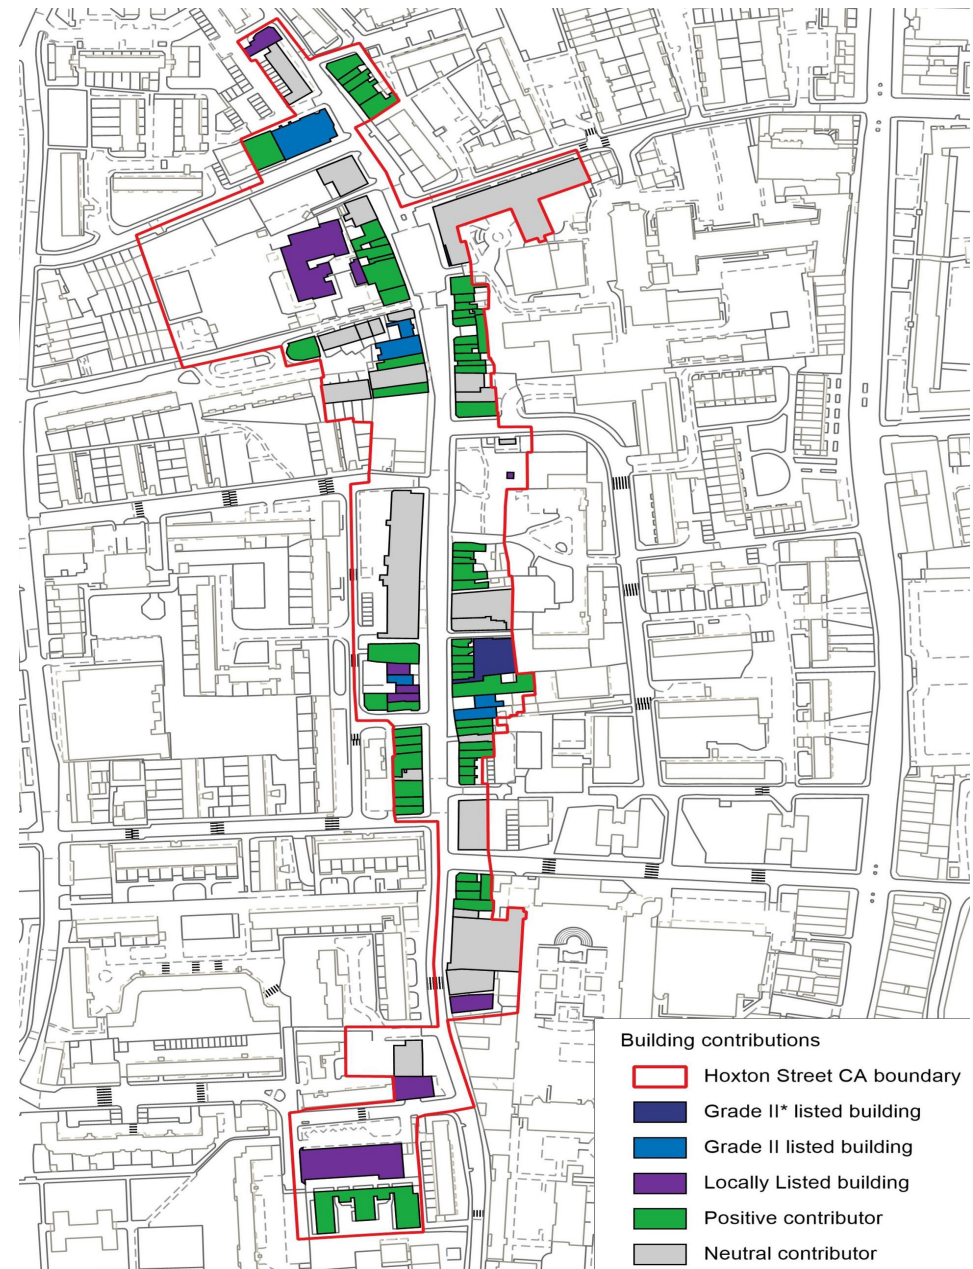 Building contributions
Hoxton Street CA boundary
Grade II* listed building
Grade II listed building
Locally Listed building
Positive contributor
Neutral contributor